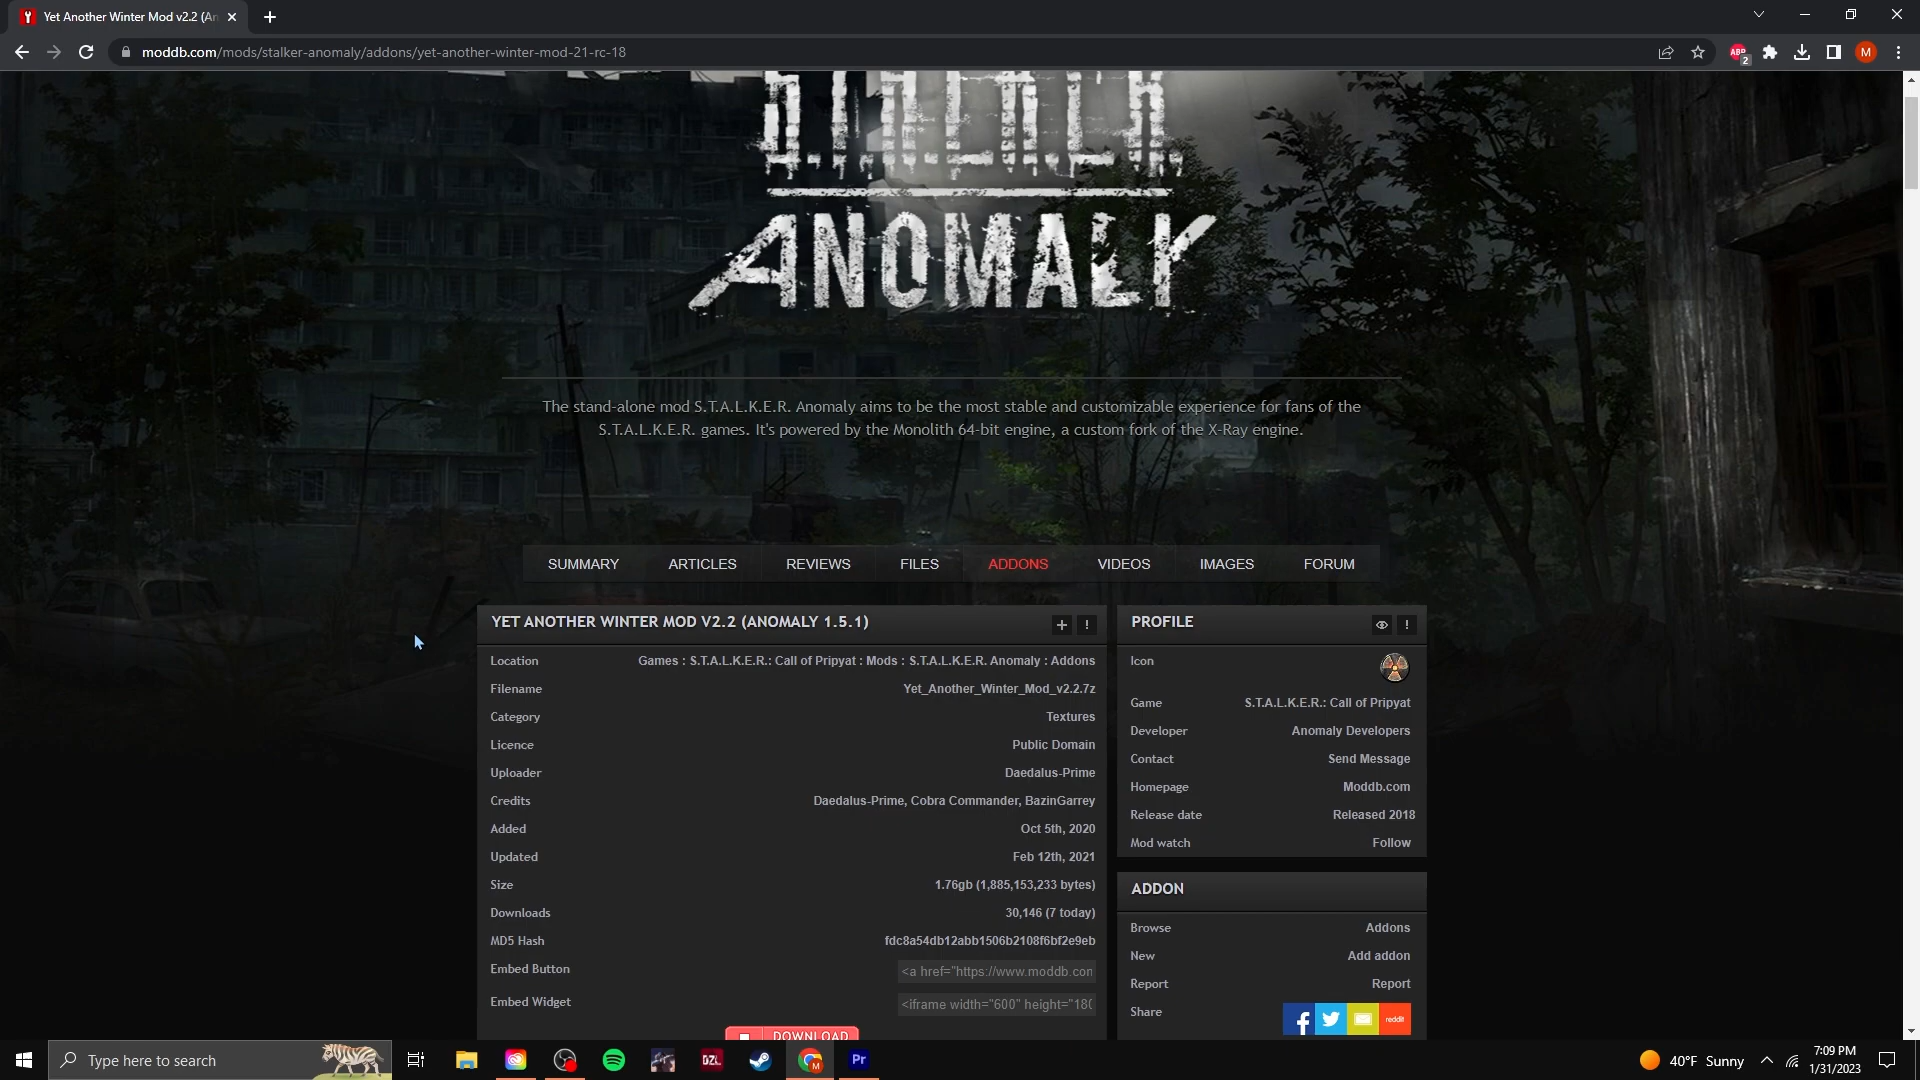 Yet Another Winter Mod v2.2 (An
moddb.com/mods/stalker-anomaly/addons/yet-another-winter-mod-21-rc-18
ABP
2
M
S.T.A.L.K.E.R.
ANOMALY
The stand-alone mod S.T.A.L.K.E.R. Anomaly aims to be the most stable and customizable experience for fans of the
S.T.A.L.K.E.R. games. It's powered by the Monolith 64-bit engine, a custom fork of the X-Ray engine.
SUMMARY ARTICLES REVIEWS FILES ADDONS VIDEOS IMAGES FORUM
YET ANOTHER WINTER MOD V2.2 (ANOMALY 1.5.1) + !
Location Games : S.T.A.L.K.E.R.: Call of Pripyat : Mods : S.T.A.L.K.E.R. Anomaly : Addons
Filename Yet_Another_Winter_Mod_v2.2.7z
Category Textures
Licence Public Domain
Uploader Daedalus-Prime
Credits Daedalus-Prime, Cobra Commander, BazinGarrey
Added Oct 5th, 2020
Updated Feb 12th, 2021
Size 1.76gb (1,885,153,233 bytes)
Downloads 30,146 (7 today)
MD5 Hash fdc8a54db12abb1506b2108f6bf2e9eb
Embed Button <a href="https://www.moddb.con
Embed Widget <iframe width="600" height="180
DOWNLOAD
PROFILE !
Icon
Game S.T.A.L.K.E.R.: Call of Pripyat
Developer Anomaly Developers
Contact Send Message
Homepage Moddb.com
Release date Released 2018
Mod watch Follow
ADDON
Browse Addons
New Add addon
Report Report
Share reddit
Type here to search
DZL
M
Pr
40°F Sunny
7:09 PM
1/31/2023